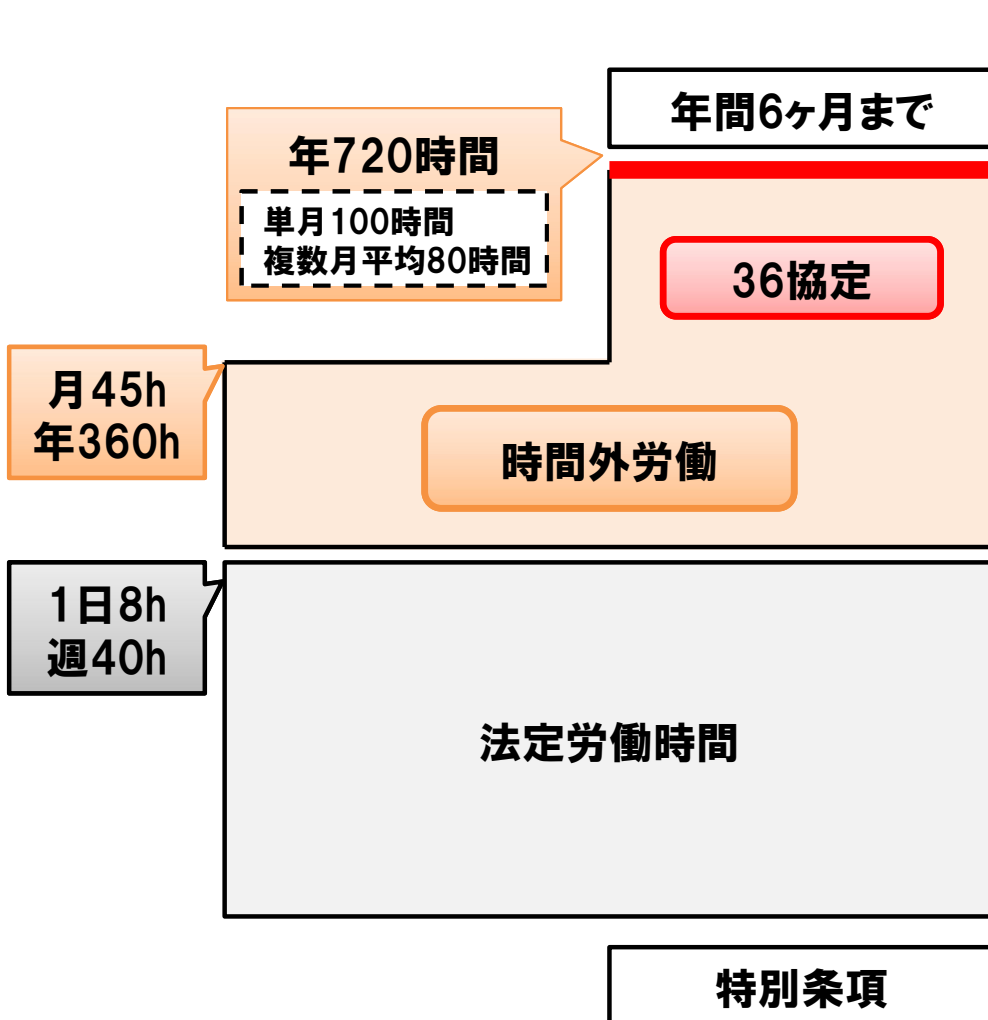 年間6ヶ月まで
年720時間
単月100時間
複数月平均80時間
36協定
月45h
年360h
時間外労働
1日8h
週40h
法定労働時間
特別条項